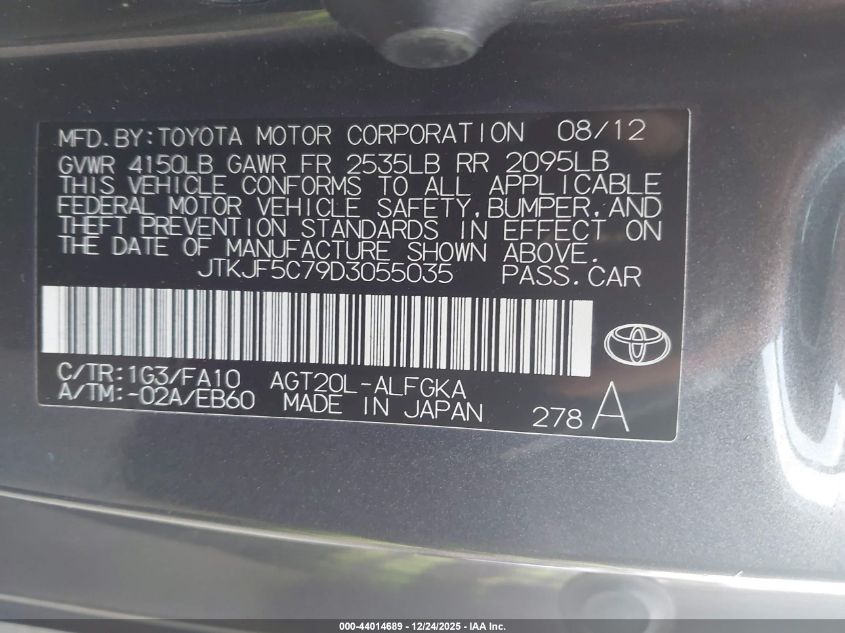 MFD.BY:TOYOTA MOTOR CORPORATION 08/12
GVWR 4150LB GAWR FR 2535LB RR 2095LB
THIS VEHICLE CONFORMS TO ALL APPLICABLE
FEDERAL MOTOR VEHICLE SAFETY,BUMPER,AND
THEFT PREVENTION STANDARDS IN EFFECT ON
THE DATE OF MANUFACTURE SHOWN ABOVE.
JTKJF5C79D3055035 PASS.CAR
C/TR:1G3/FA10 AGT20L-ALFGKA
A/TM:-02A/EB60 MADE IN JAPAN 278 A
000-44014689 - 12/24/2025 - IAA Inc.